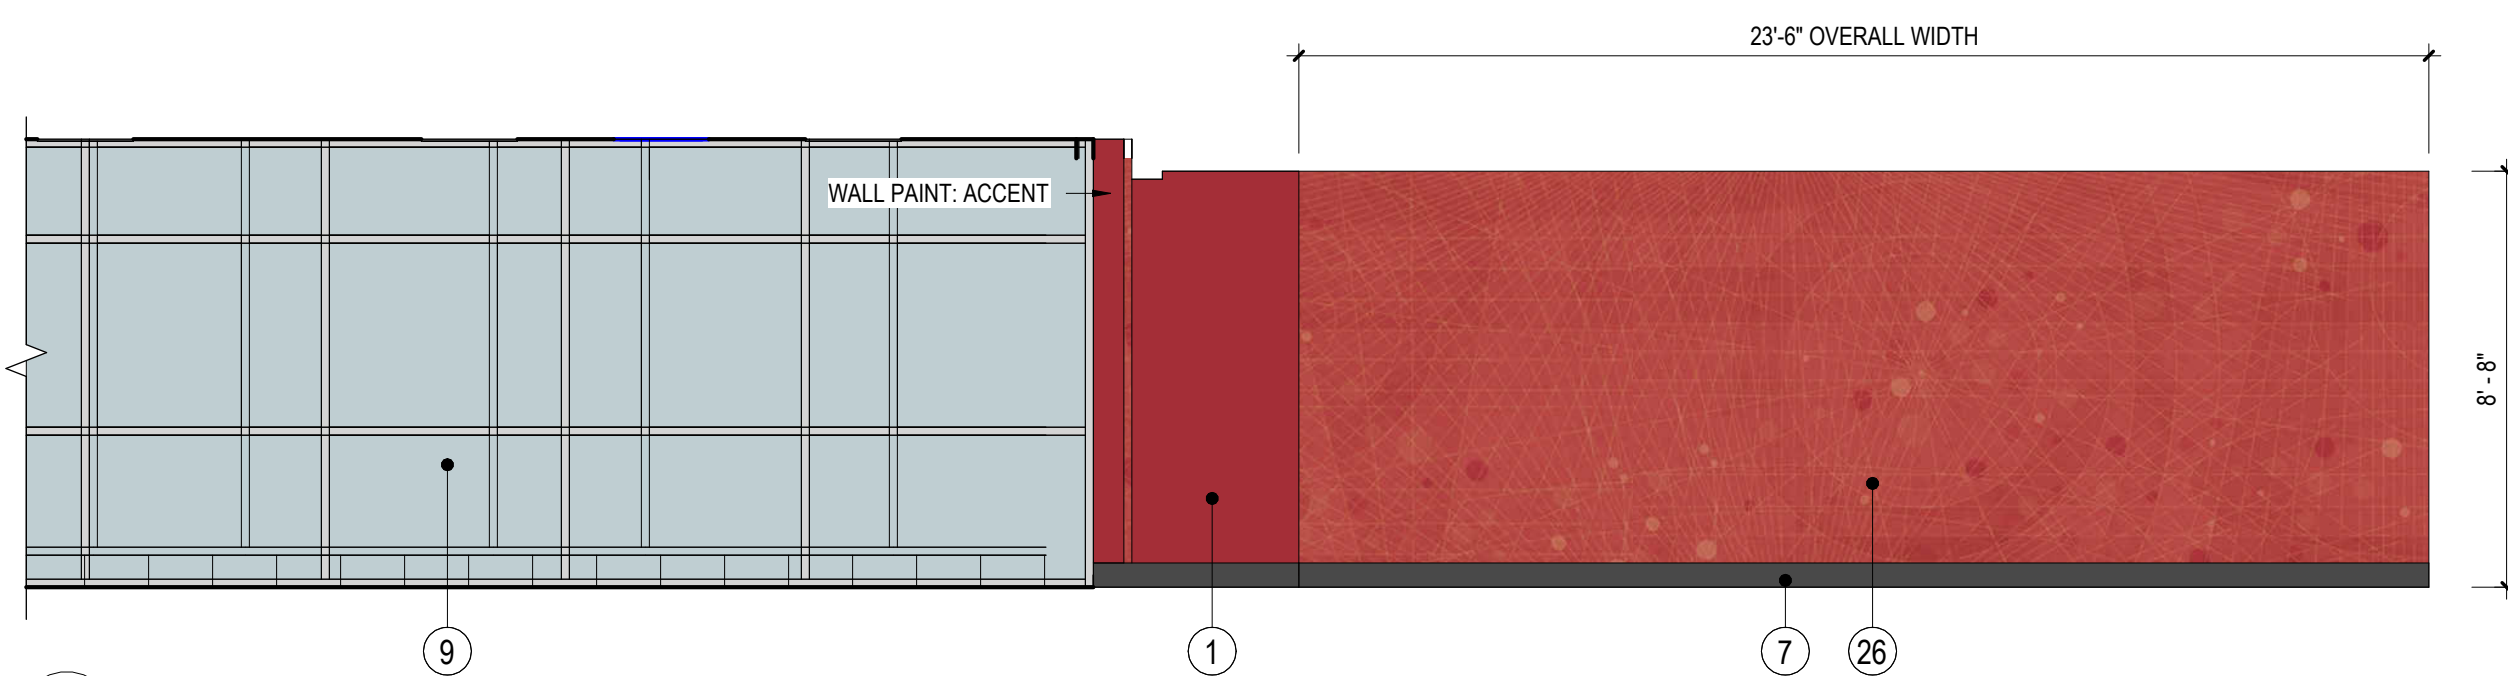 23'-6" OVERALL WIDTH
WALL PAINT: ACCENT
8' - 8"
9
1
7
26